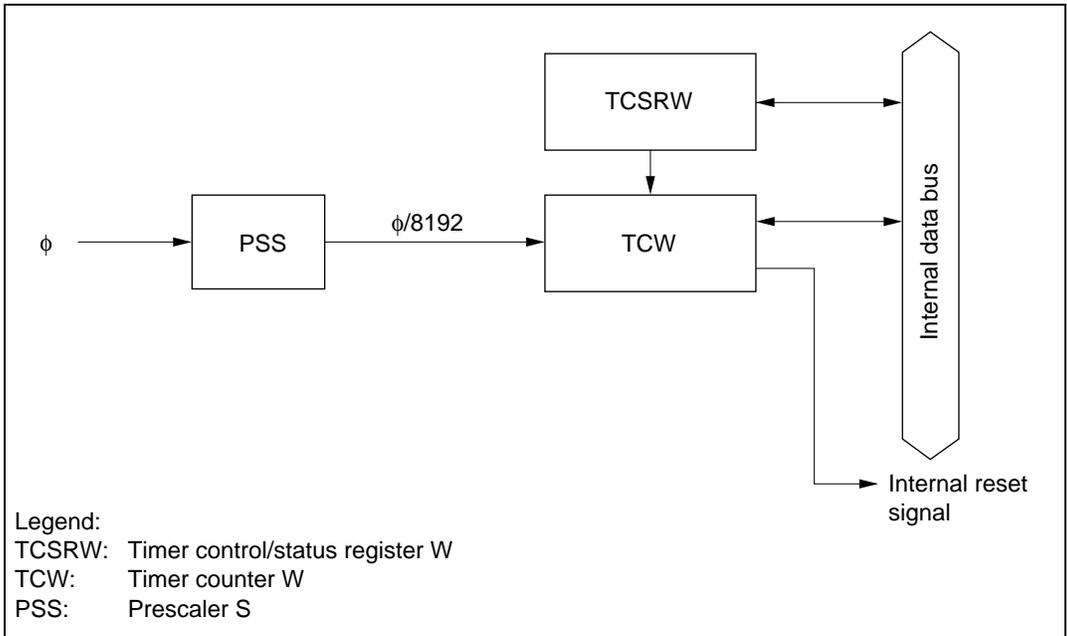 TCSRW
ϕ
PSS
ϕ/8192
TCW
Internal data bus
Internal reset
signal
Legend:
TCSRW: Timer control/status register W
TCW: Timer counter W
PSS: Prescaler S